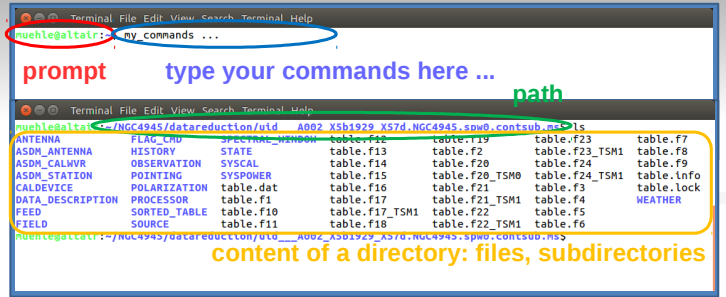 Terminal File Edit View Search Terminal Help
muehle@altair:~$ my_commands ...
prompt type your commands here ...
path
Terminal File Edit View Search Terminal Help
muehle@altair:~/NGC4945/datareduction/uid___A002_X5b1929_X57d.NGC4945.spw0.contsub.ms$ ls
ANTENNA FLAG_CMD SPECTRAL_WINDOW table.f12 table.f19 table.f23 table.f7
ASDM_ANTENNA HISTORY STATE table.f13 table.f2 table.f23_TSM1 table.f8
ASDM_CALWVR OBSERVATION SYSCAL table.f14 table.f20 table.f24 table.f9
ASDM_STATION POINTING SYSPOWER table.f15 table.f20_TSM0 table.f24_TSM1 table.info
CALDEVICE POLARIZATION table.dat table.f16 table.f21 table.f3 table.lock
DATA_DESCRIPTION PROCESSOR table.f1 table.f17 table.f21_TSM1 table.f4 WEATHER
FEED SORTED_TABLE table.f10 table.f17_TSM1 table.f22 table.f5
FIELD SOURCE table.f11 table.f18 table.f22_TSM1 table.f6
muehle@altair:~/NGC4945/datareduction/uid___A002_X5b1929_X57d.NGC4945.spw0.contsub.ms$
content of a directory: files, subdirectories